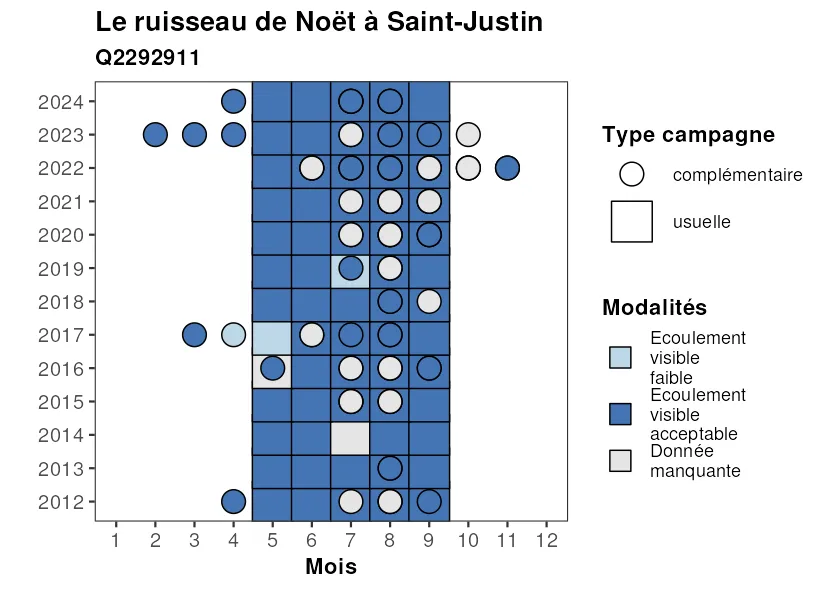 Le ruisseau de Noët à Saint-Justin
Q2292911
2024
2023
2022
2021
2020
2019
2018
2017
2016
2015
2014
2013
2012
1 2 3 4 5 6 7 8 9 10 11 12
Mois
Type campagne
complémentaire
usuelle
Modalités
Ecoulement
visible
faible
Ecoulement
visible
acceptable
Donnée
manquante